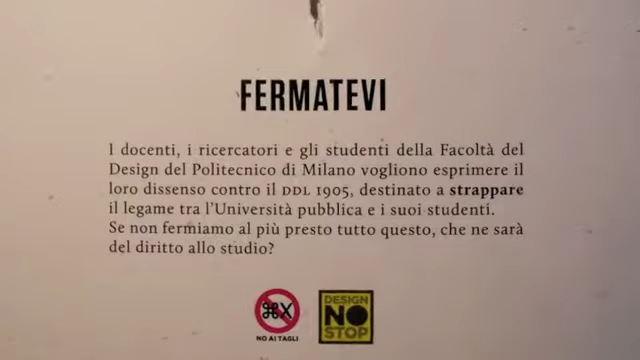 FERMATEVI
I docenti, i ricercatori e gli studenti della Facoltà del
Design del Politecnico di Milano vogliono esprimere il
loro dissenso contro il DDL 1905, destinato a strappare
il legame tra l'Università pubblica e i suoi studenti.
Se non fermiamo al più presto tutto questo, che ne sarà
del diritto allo studio?
⌘X
NO AI TAGLI
DESIGN
NO
STOP